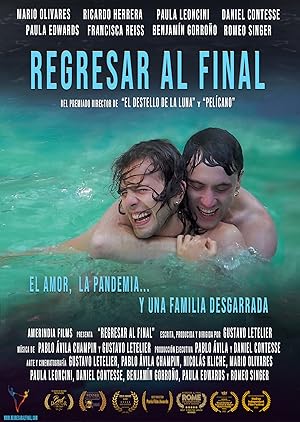 MARIO OLIVARES RICARDO HERRERA PAULA LEONCINI DANIEL CONTESSE
PAULA EDWARDS FRANCISCA REISS BENJAMÍN GORROÑO ROMEO SINGER
REGRESAR AL FINAL
DEL PREMIADO DIRECTOR DE "EL DESTELLO DE LA LUNA" Y "PELÍCANO"
EL AMOR, LA PANDEMIA...
Y UNA FAMILIA DESGARRADA
AMERINDIA FILMS PRESENTA "REGRESAR AL FINAL" ESCRITA, PRODUCIDA Y DIRIGIDA POR GUSTAVO LETELIER
MÚSICA DE PABLO ÁVILA CHAMPIN Y GUSTAVO LETELIER PRODUCCIÓN EJECUTIVA PABLO ÁVILA Y DANIEL CONTESSE
ARTE Y CINEMATOGRAFÍA GUSTAVO LETELIER, PABLO ÁVILA CHAMPIN, NICOLÁS WLICHE, MARIO OLIVARES
PAULA LEONCINI, DANIEL CONTESSE, BENJAMÍN GORROÑO, PAULA EDWARDS Y ROMEO SINGER
ROME